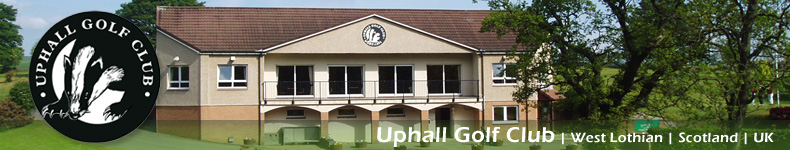 UPHALL GOLF CLUB
Uphall Golf Club | West Lothian | Scotland | UK